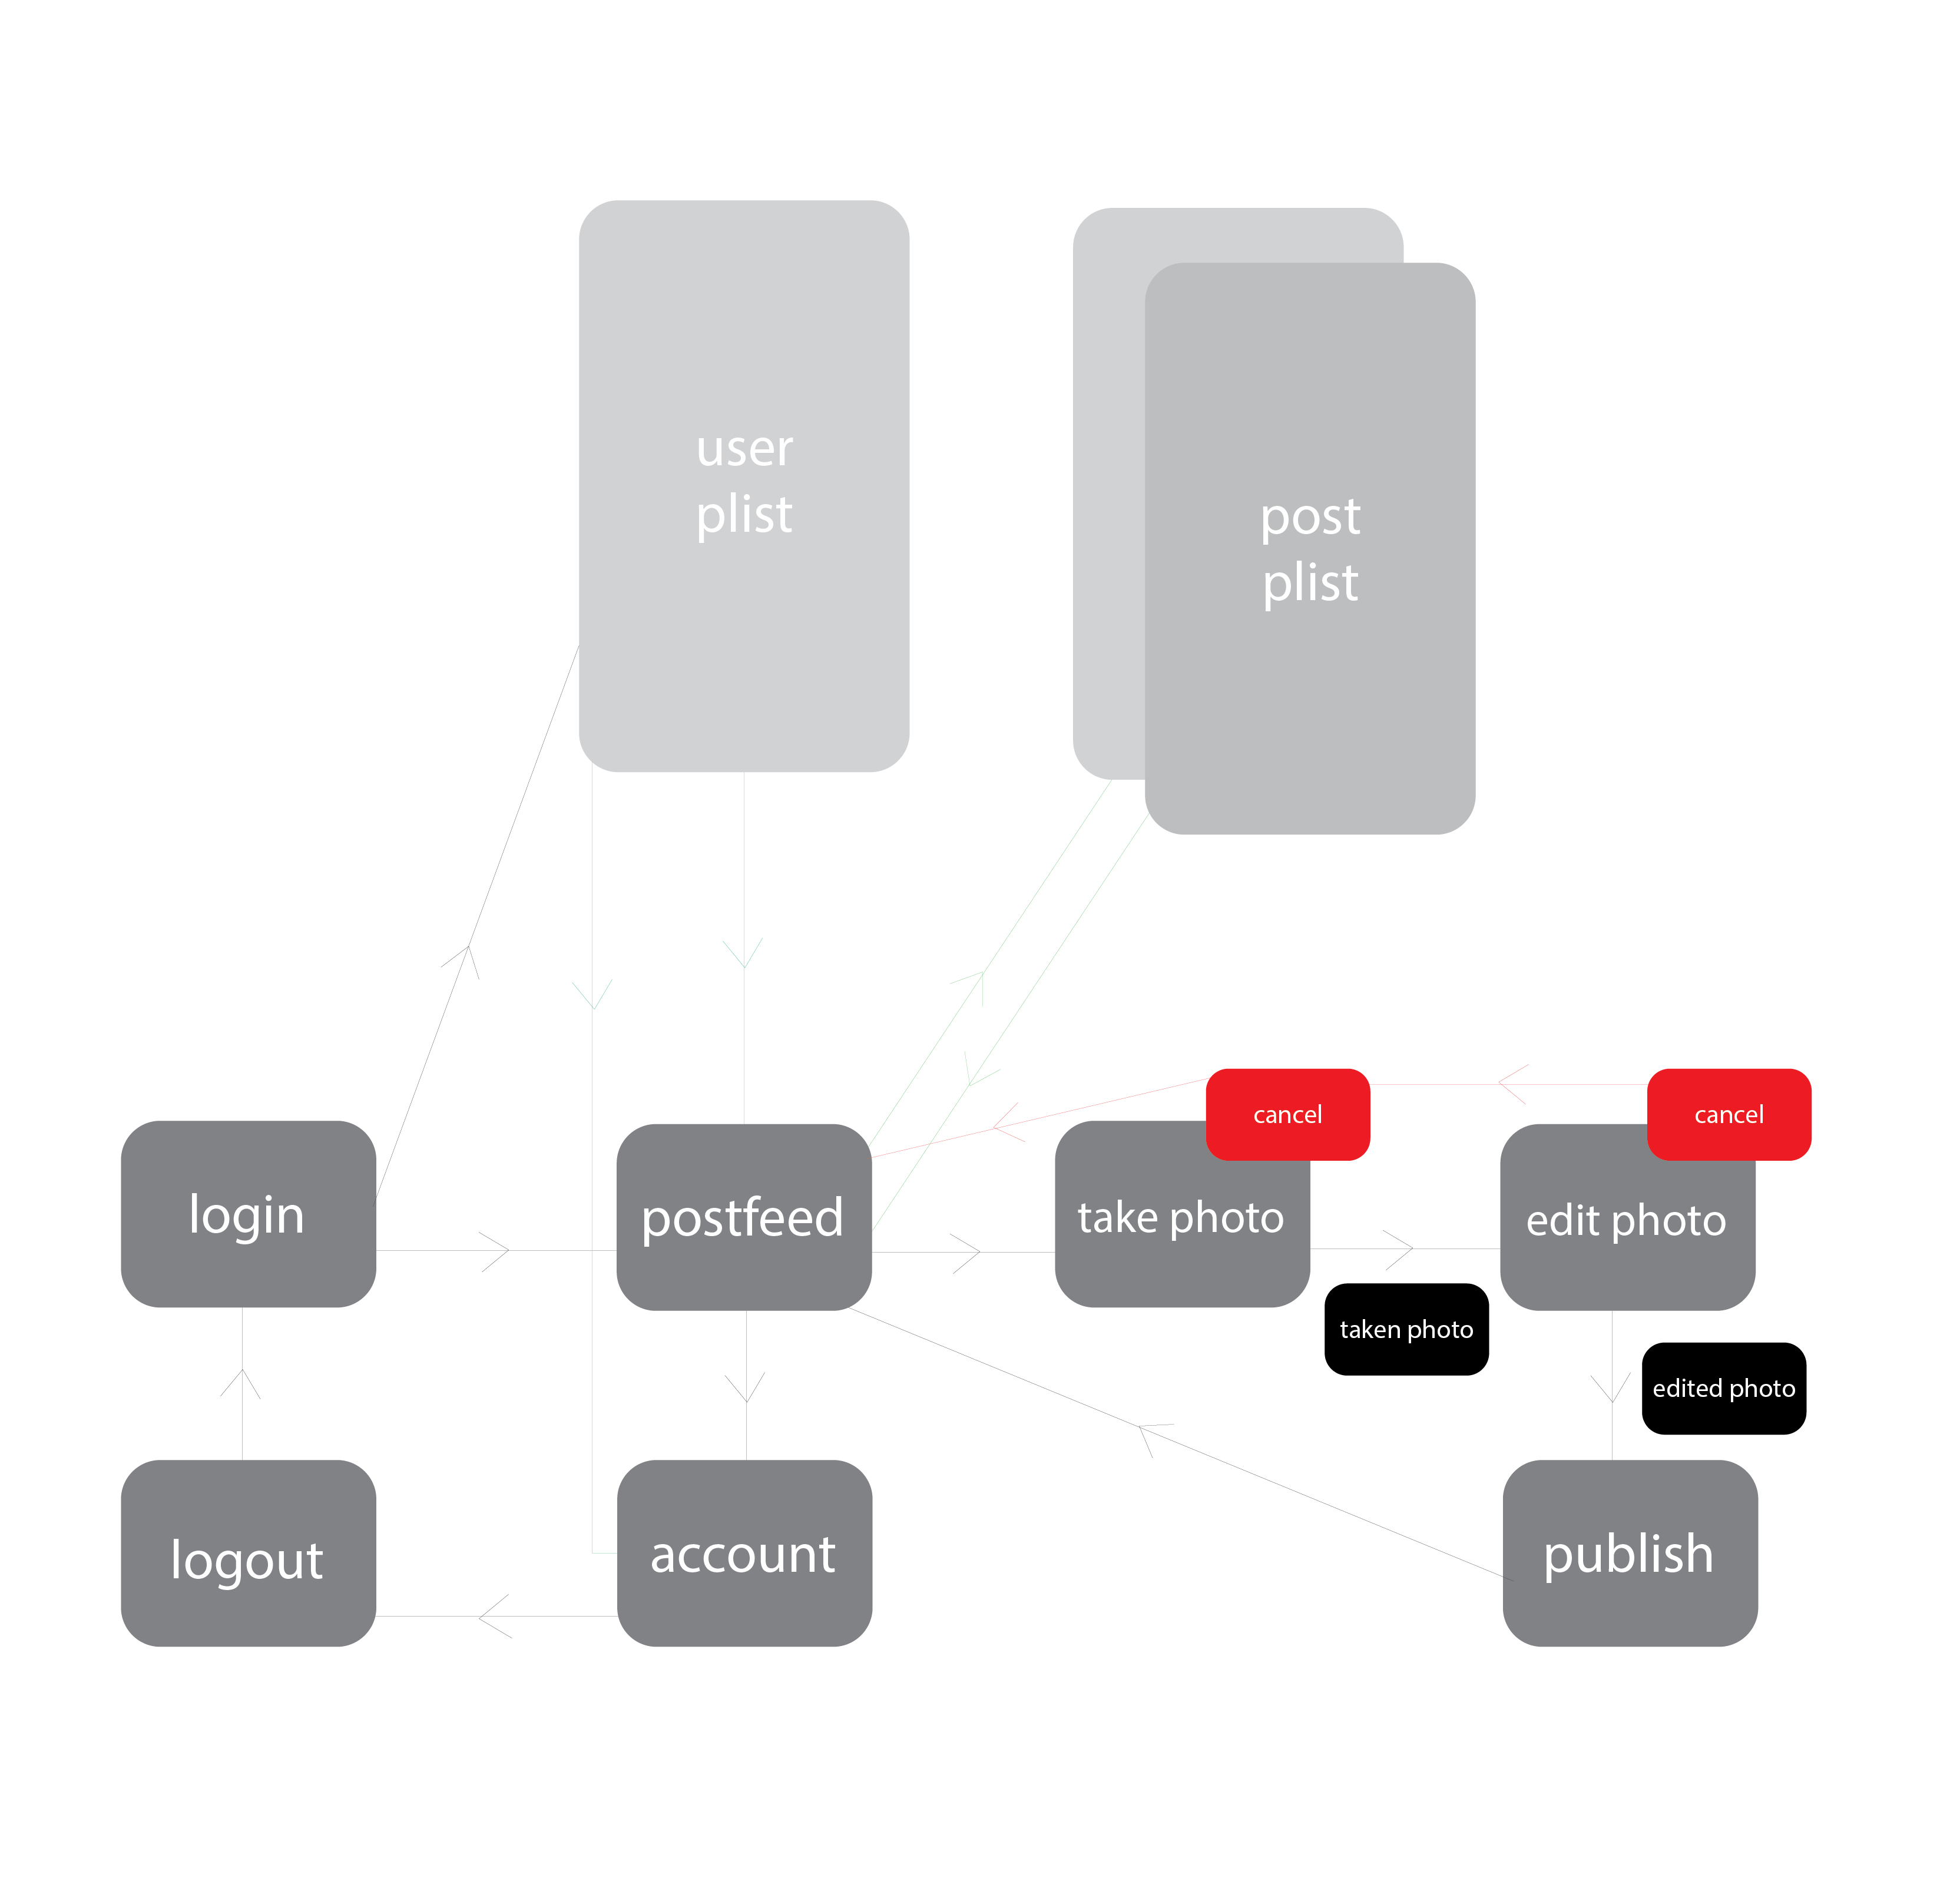 user
plist
post
plist
cancel
cancel
login
postfeed
take photo
edit photo
taken photo
edited photo
logout
account
publish